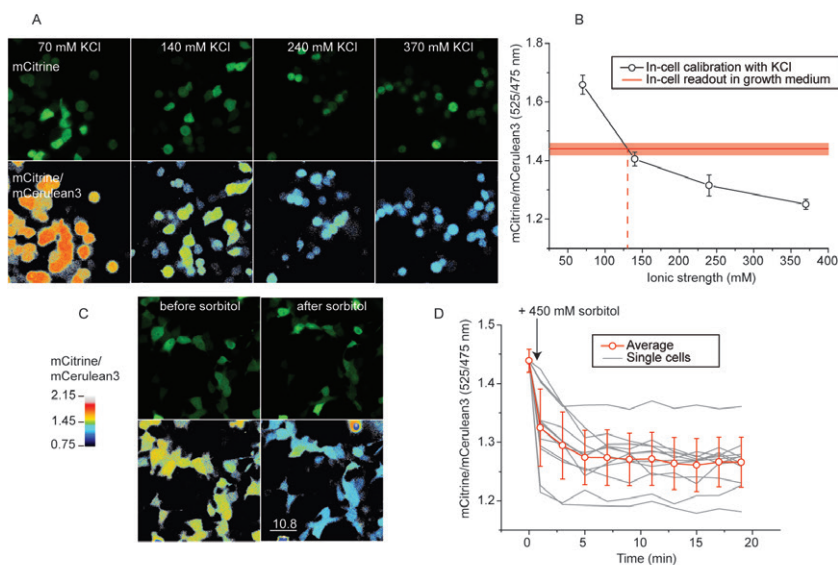 A
70 mM KCl
140 mM KCl
240 mM KCl
370 mM KCl
mCitrine
mCitrine/
mCerulean3
B
mCitrine/mCerulean3 (525/475 nm)
1.8
1.6
1.4
1.2
In-cell calibration with KCl
In-cell readout in growth medium
50 100 150 200 250 300 350 400
Ionic strength (mM)
C
before sorbitol
after sorbitol
mCitrine/
mCerulean3
2.15
1.45
0.75
10.8
D
+ 450 mM sorbitol
mCitrine/mCerulean3 (525/475 nm)
1.5
1.4
1.3
1.2
Average
Single cells
0 5 10 15 20
Time (min)